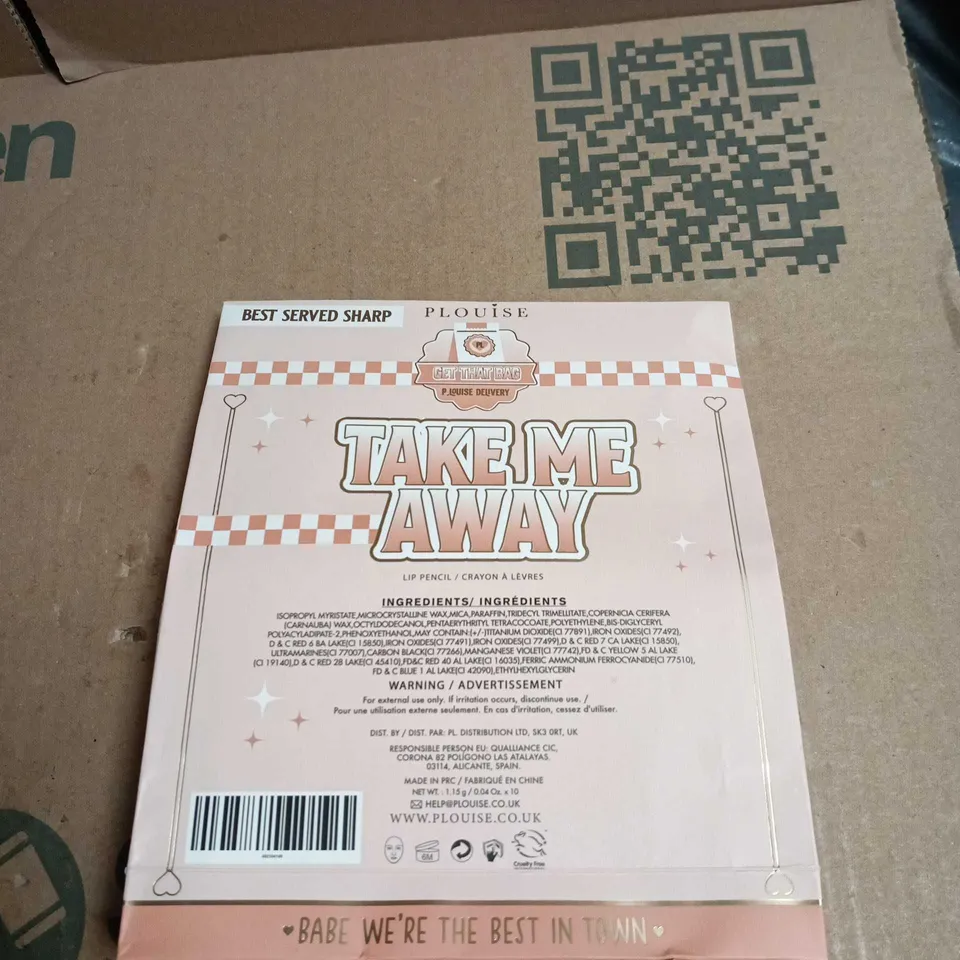 en
BEST SERVED SHARP
PLOUISE
GET THAT BAG
P.LOUISE DELIVERY
TAKE ME
AWAY
LIP PENCIL / CRAYON À LÈVRES
INGREDIENTS/ INGRÉDIENTS
ISOPROPYL MYRISTATE,MICROCRYSTALLINE WAX,MICA,PARAFFIN,TRIDECYL TRIMELLITATE,COPERNICIA CERIFERA
(CARNAUBA) WAX,OCTYLDODECANOL,PENTAERYTHRITYL TETRACOCOATE,POLYETHYLENE,BIS-DIGLYCERYL
POLYACYLADIPATE-2,PHENOXYETHANOL,MAY CONTAIN:(+/-)TITANIUM DIOXIDE(CI77891),IRON OXIDES(CI 77492),
D & C RED 6 BA LAKE(CI 15850),IRON OXIDES(CI 77491),IRON OXIDES(CI 77499),D & C RED 7 CA LAKE(CI 15850),
ULTRAMARINES(CI 77007),CARBON BLACK(CI 77266),MANGANESE VIOLET(CI 77742),FD & C YELLOW 5 AL LAKE
(CI 19140),D & C RED 28 LAKE(CI 45410),FD&C RED 40 AL LAKE(CI 16035),FERRIC AMMONIUM FERROCYANIDE(CI 77510),
FD & C BLUE 1 AL LAKE(CI 42090),ETHYLHEXYLGLYCERIN
WARNING / ADVERTISSEMENT
For external use only. If irritation occurs, discontinue use. /
Pour une utilisation externe seulement. En cas d'irritation, cessez d'utiliser.
DIST. BY / DIST. PAR: PL. DISTRIBUTION LTD, SK3 0RT, UK
RESPONSIBLE PERSON EU: QUALLIANCE CIC,
CORONA 82 POLÍGONO LAS ATALAYAS.
03114, ALICANTE, SPAIN.
MADE IN PRC / FABRIQUÉ EN CHINE
NET WT. : 1.15 g / 0.04 Oz. x 10
HELP@PLOUISE.CO.UK
WWW.PLOUISE.CO.UK
6M
Cruelty Free
BABE WE'RE THE BEST IN TOWN